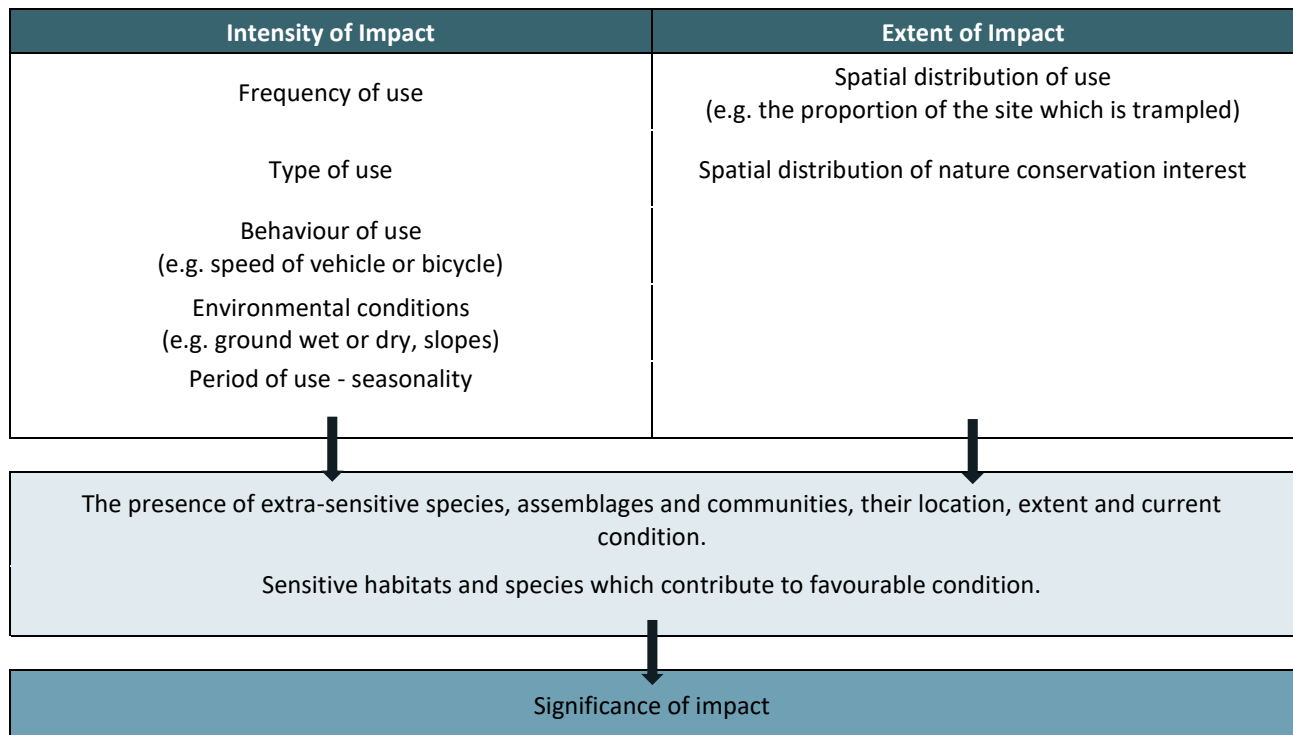 Intensity of Impact
Extent of Impact
Frequency of use
Spatial distribution of use
(e.g. the proportion of the site which is trampled)
Type of use
Spatial distribution of nature conservation interest
Behaviour of use
(e.g. speed of vehicle or bicycle)
Environmental conditions
(e.g. ground wet or dry, slopes)
Period of use - seasonality
The presence of extra-sensitive species, assemblages and communities, their location, extent and current
condition.
Sensitive habitats and species which contribute to favourable condition.
Significance of impact